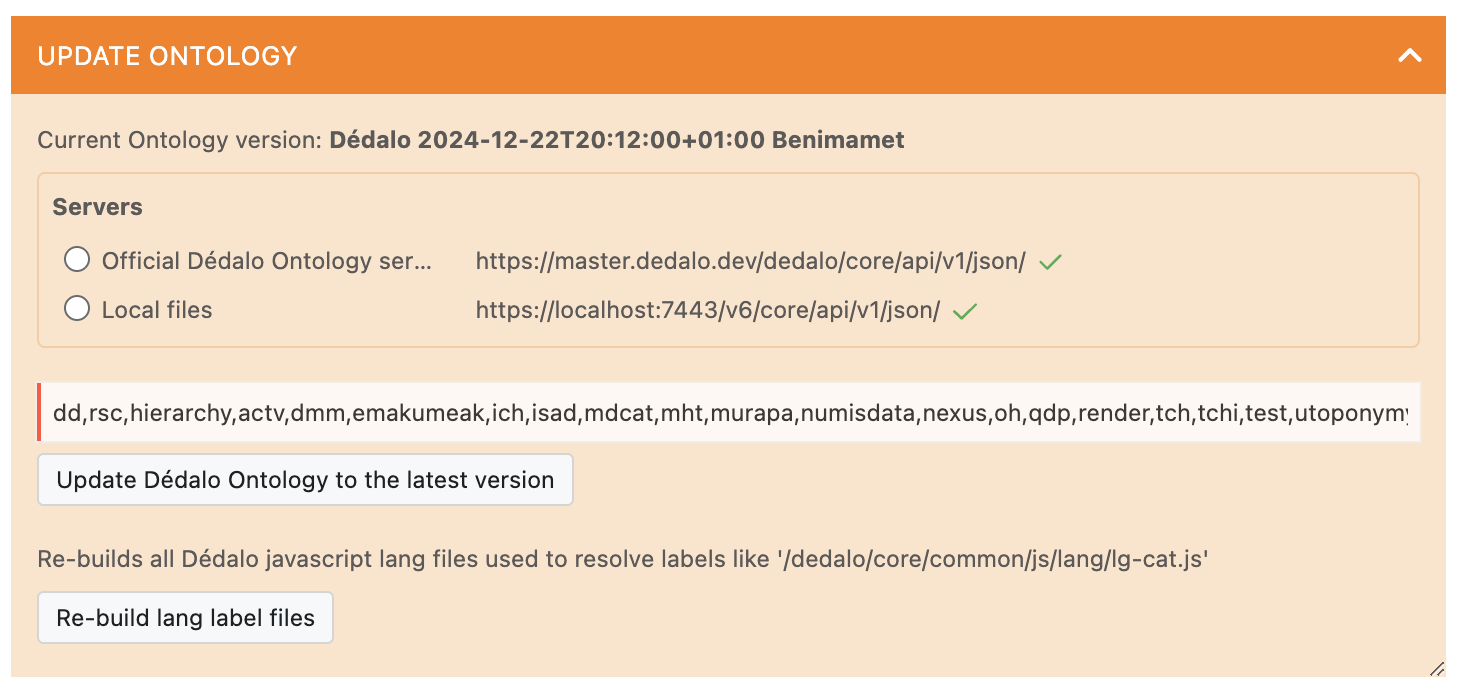 UPDATE ONTOLOGY
Current Ontology version: Dédalo 2024-12-22T20:12:00+01:00 Benimamet
Servers
Official Dédalo Ontology ser... https://master.dedalo.dev/dedalo/core/api/v1/json/
Local files https://localhost:7443/v6/core/api/v1/json/
dd,rsc,hierarchy,actv,dmm,emakumeak,ich,isad,mdcat,mht,murapa,numisdata,nexus,oh,qdp,render,tch,tchi,test,utoponymy
Update Dédalo Ontology to the latest version
Re-builds all Dédalo javascript lang files used to resolve labels like '/dedalo/core/common/js/lang/lg-cat.js'
Re-build lang label files